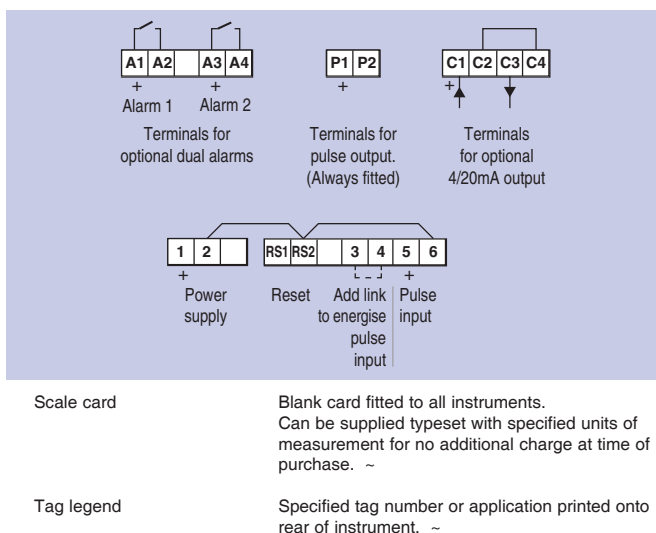 A1 A2 A3 A4 P1 P2 C1 C2 C3 C4
+ + + +
Alarm 1 Alarm 2
Terminals for
optional dual alarms
Terminals for
pulse output.
(Always fitted)
Terminals
for optional
4/20mA output
1 2 RS1 RS2 3 4 5 6
+ +
Power
supply
Reset
Add link
to energise
pulse
input
Pulse
input
Scale card
Blank card fitted to all instruments.
Can be supplied typeset with specified units of
measurement for no additional charge at time of
purchase. ~
Tag legend
Specified tag number or application printed onto
rear of instrument. ~